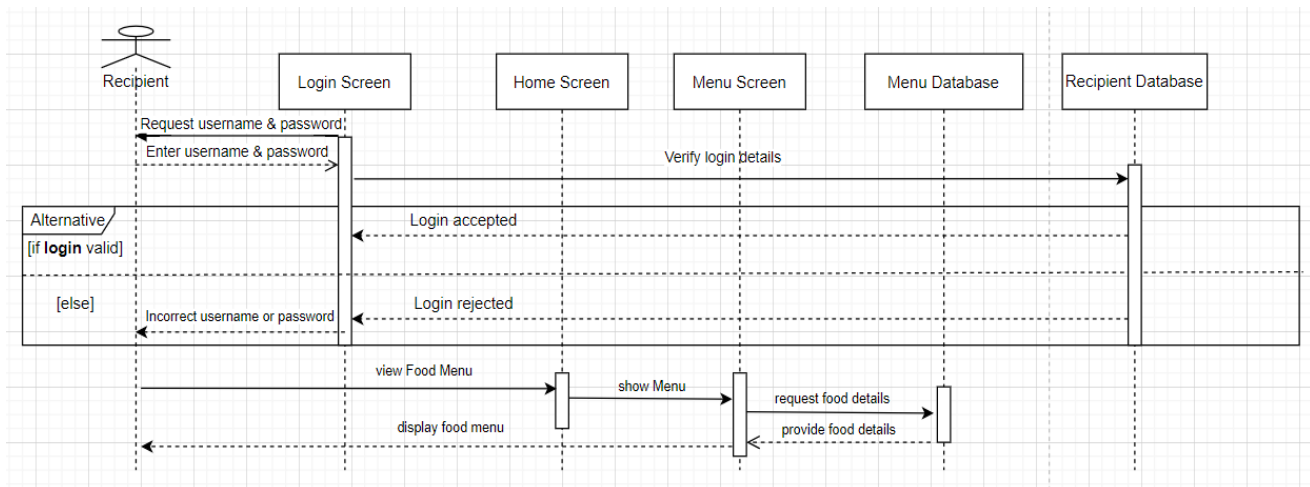 Recipient
Login Screen
Home Screen
Menu Screen
Menu Database
Recipient Database
Request username & password
Enter username & password
Verify login details
Alternative
Login accepted
[if login valid]
[else]
Login rejected
Incorrect username or password
view Food Menu
show Menu
request food details
display food menu
provide food details